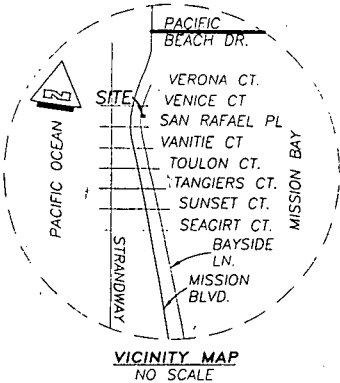 PACIFIC
BEACH DR.
VERONA CT.
SITE
VENICE CT
SAN RAFAEL PL
VANITIE CT
TOULON CT.
TANGIERS CT.
SUNSET CT.
SEAGIRT CT.
BAYSIDE
LN.
MISSION
BLVD.
PACIFIC OCEAN
STRANDWAY
MISSION BAY
VICINITY MAP
NO SCALE